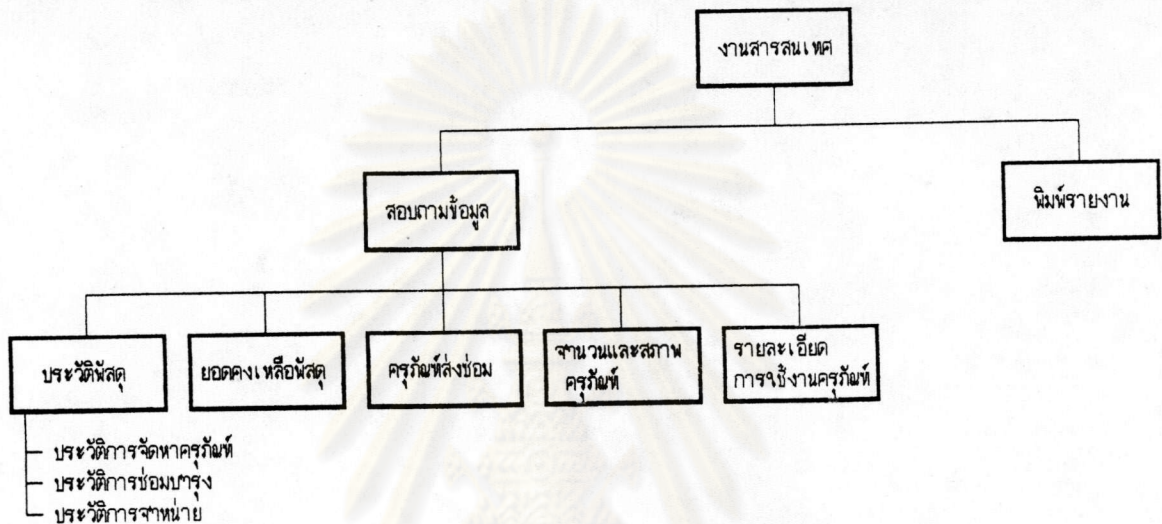 งานสารสนเทศ
สอบถามข้อมูล
พิมพ์รายงาน
ประวัติพัสดุ
ยอดคงเหลือพัสดุ
ครุภัณฑ์ส่งซ่อม
จำนวนและสภาพ
ครุภัณฑ์
รายละเอียด
การใช้งานครุภัณฑ์
ประวัติการจัดหาครุภัณฑ์
ประวัติการซ่อมบำรุง
ประวัติการจำหน่าย